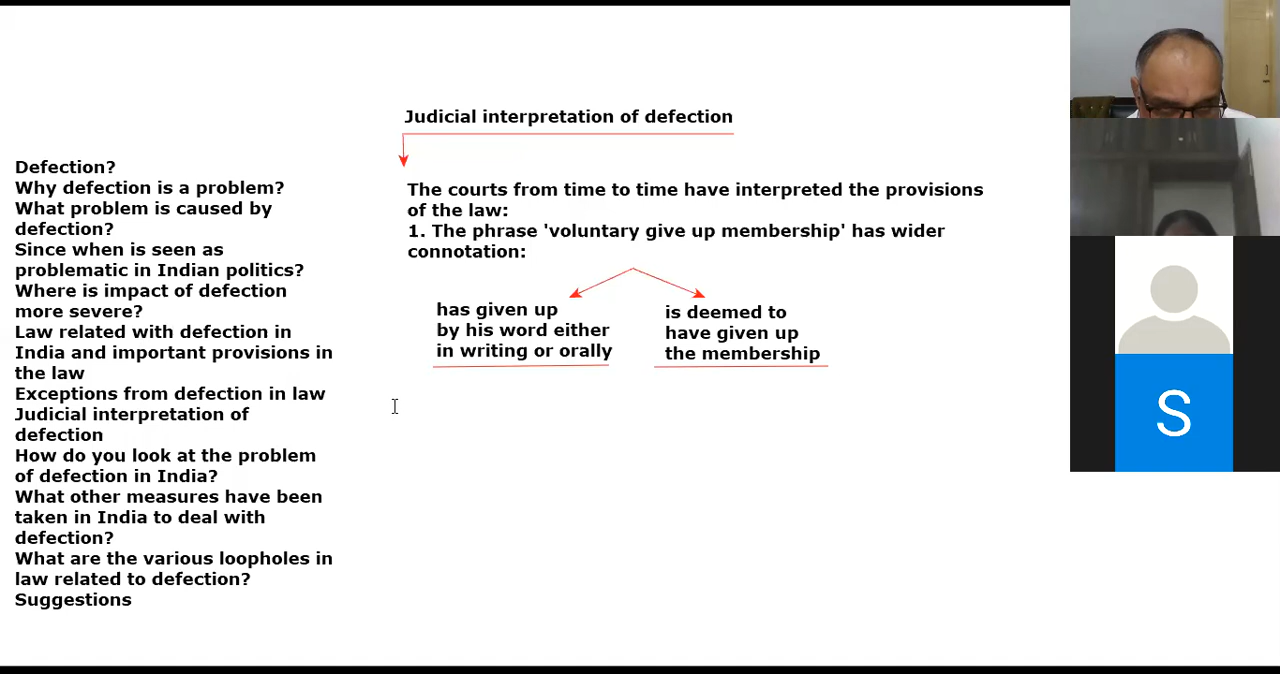 Judicial interpretation of defection
Defection?
Why defection is a problem?
What problem is caused by
defection?
Since when is seen as
problematic in Indian politics?
Where is impact of defection
more severe?
Law related with defection in
India and important provisions in
the law
Exceptions from defection in law
Judicial interpretation of
defection
How do you look at the problem
of defection in India?
What other measures have been
taken in India to deal with
defection?
What are the various loopholes in
law related to defection?
Suggestions
The courts from time to time have interpreted the provisions
of the law:
1. The phrase 'voluntary give up membership' has wider
connotation:
has given up
by his word either
in writing or orally
is deemed to
have given up
the membership
S